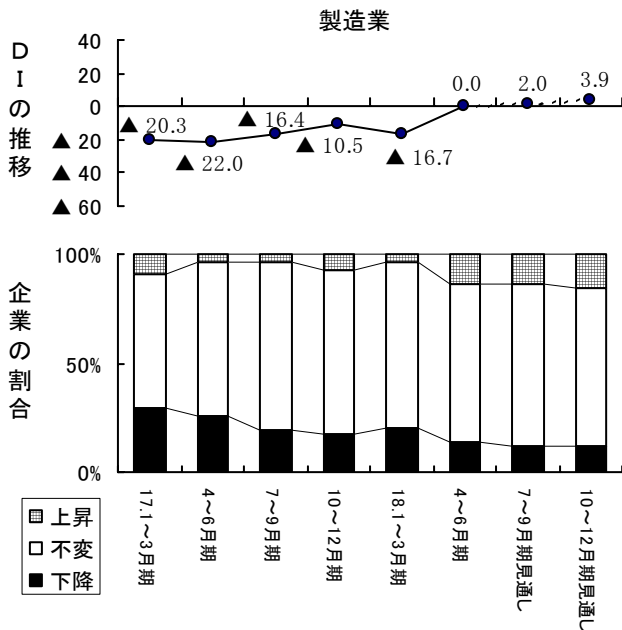 製造業
DIの推移
40
20
0
▲ 20
▲ 40
▲ 60
▲ 20.3
▲ 22.0
▲ 16.4
▲ 10.5
▲ 16.7
0.0
2.0
3.9
企業の割合
100%
50%
0%
17.1～3月期
4～6月期
7～9月期
10～12月期
18.1～3月期
4～6月期
7～9月期見通し
10～12月期見通し
上昇
不変
下降